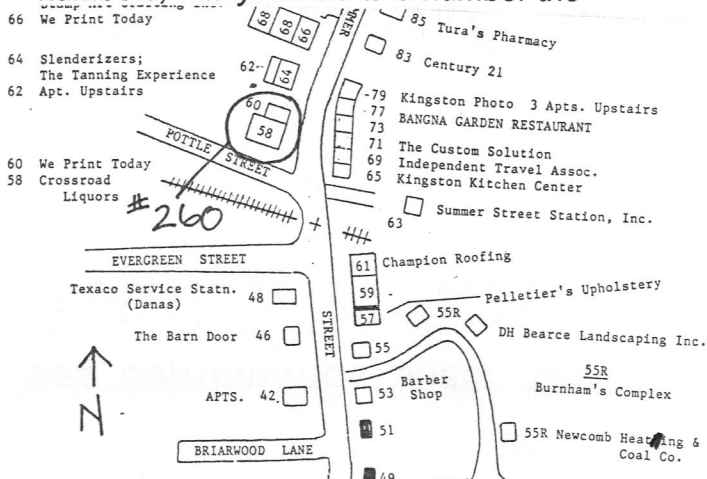 66 We Print Today
64 Slenderizers;
The Tanning Experience
62 Apt. Upstairs
60 We Print Today
58 Crossroad
Liquors
#260
68
68
66
62--
64
60
58
POTTLE STREET
EVERGREEN STREET
Texaco Service Statn. 48
(Danas)
The Barn Door 46
APTS. 42
BRIARWOOD LANE
N
STREET
85 Tura's Pharmacy
83 Century 21
79 Kingston Photo 3 Apts. Upstairs
77 BANGNA GARDEN RESTAURANT
73
71 The Custom Solution
69 Independent Travel Assoc.
65 Kingston Kitchen Center
63 Summer Street Station, Inc.
61 Champion Roofing
59
57 Pelletier's Upholstery
55R
DH Bearce Landscaping Inc.
55
55R
Burnham's Complex
53 Barber
Shop
51
55R Newcomb Heating &
Coal Co.
49